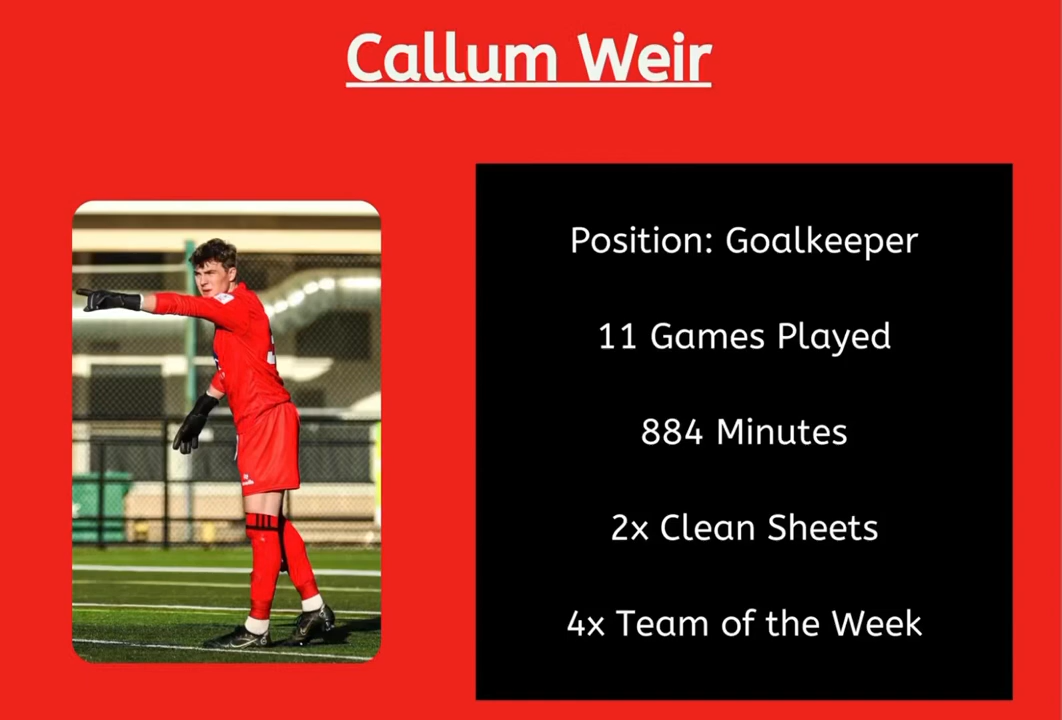 Callum Weir
Position: Goalkeeper
11 Games Played
884 Minutes
2x Clean Sheets
4x Team of the Week